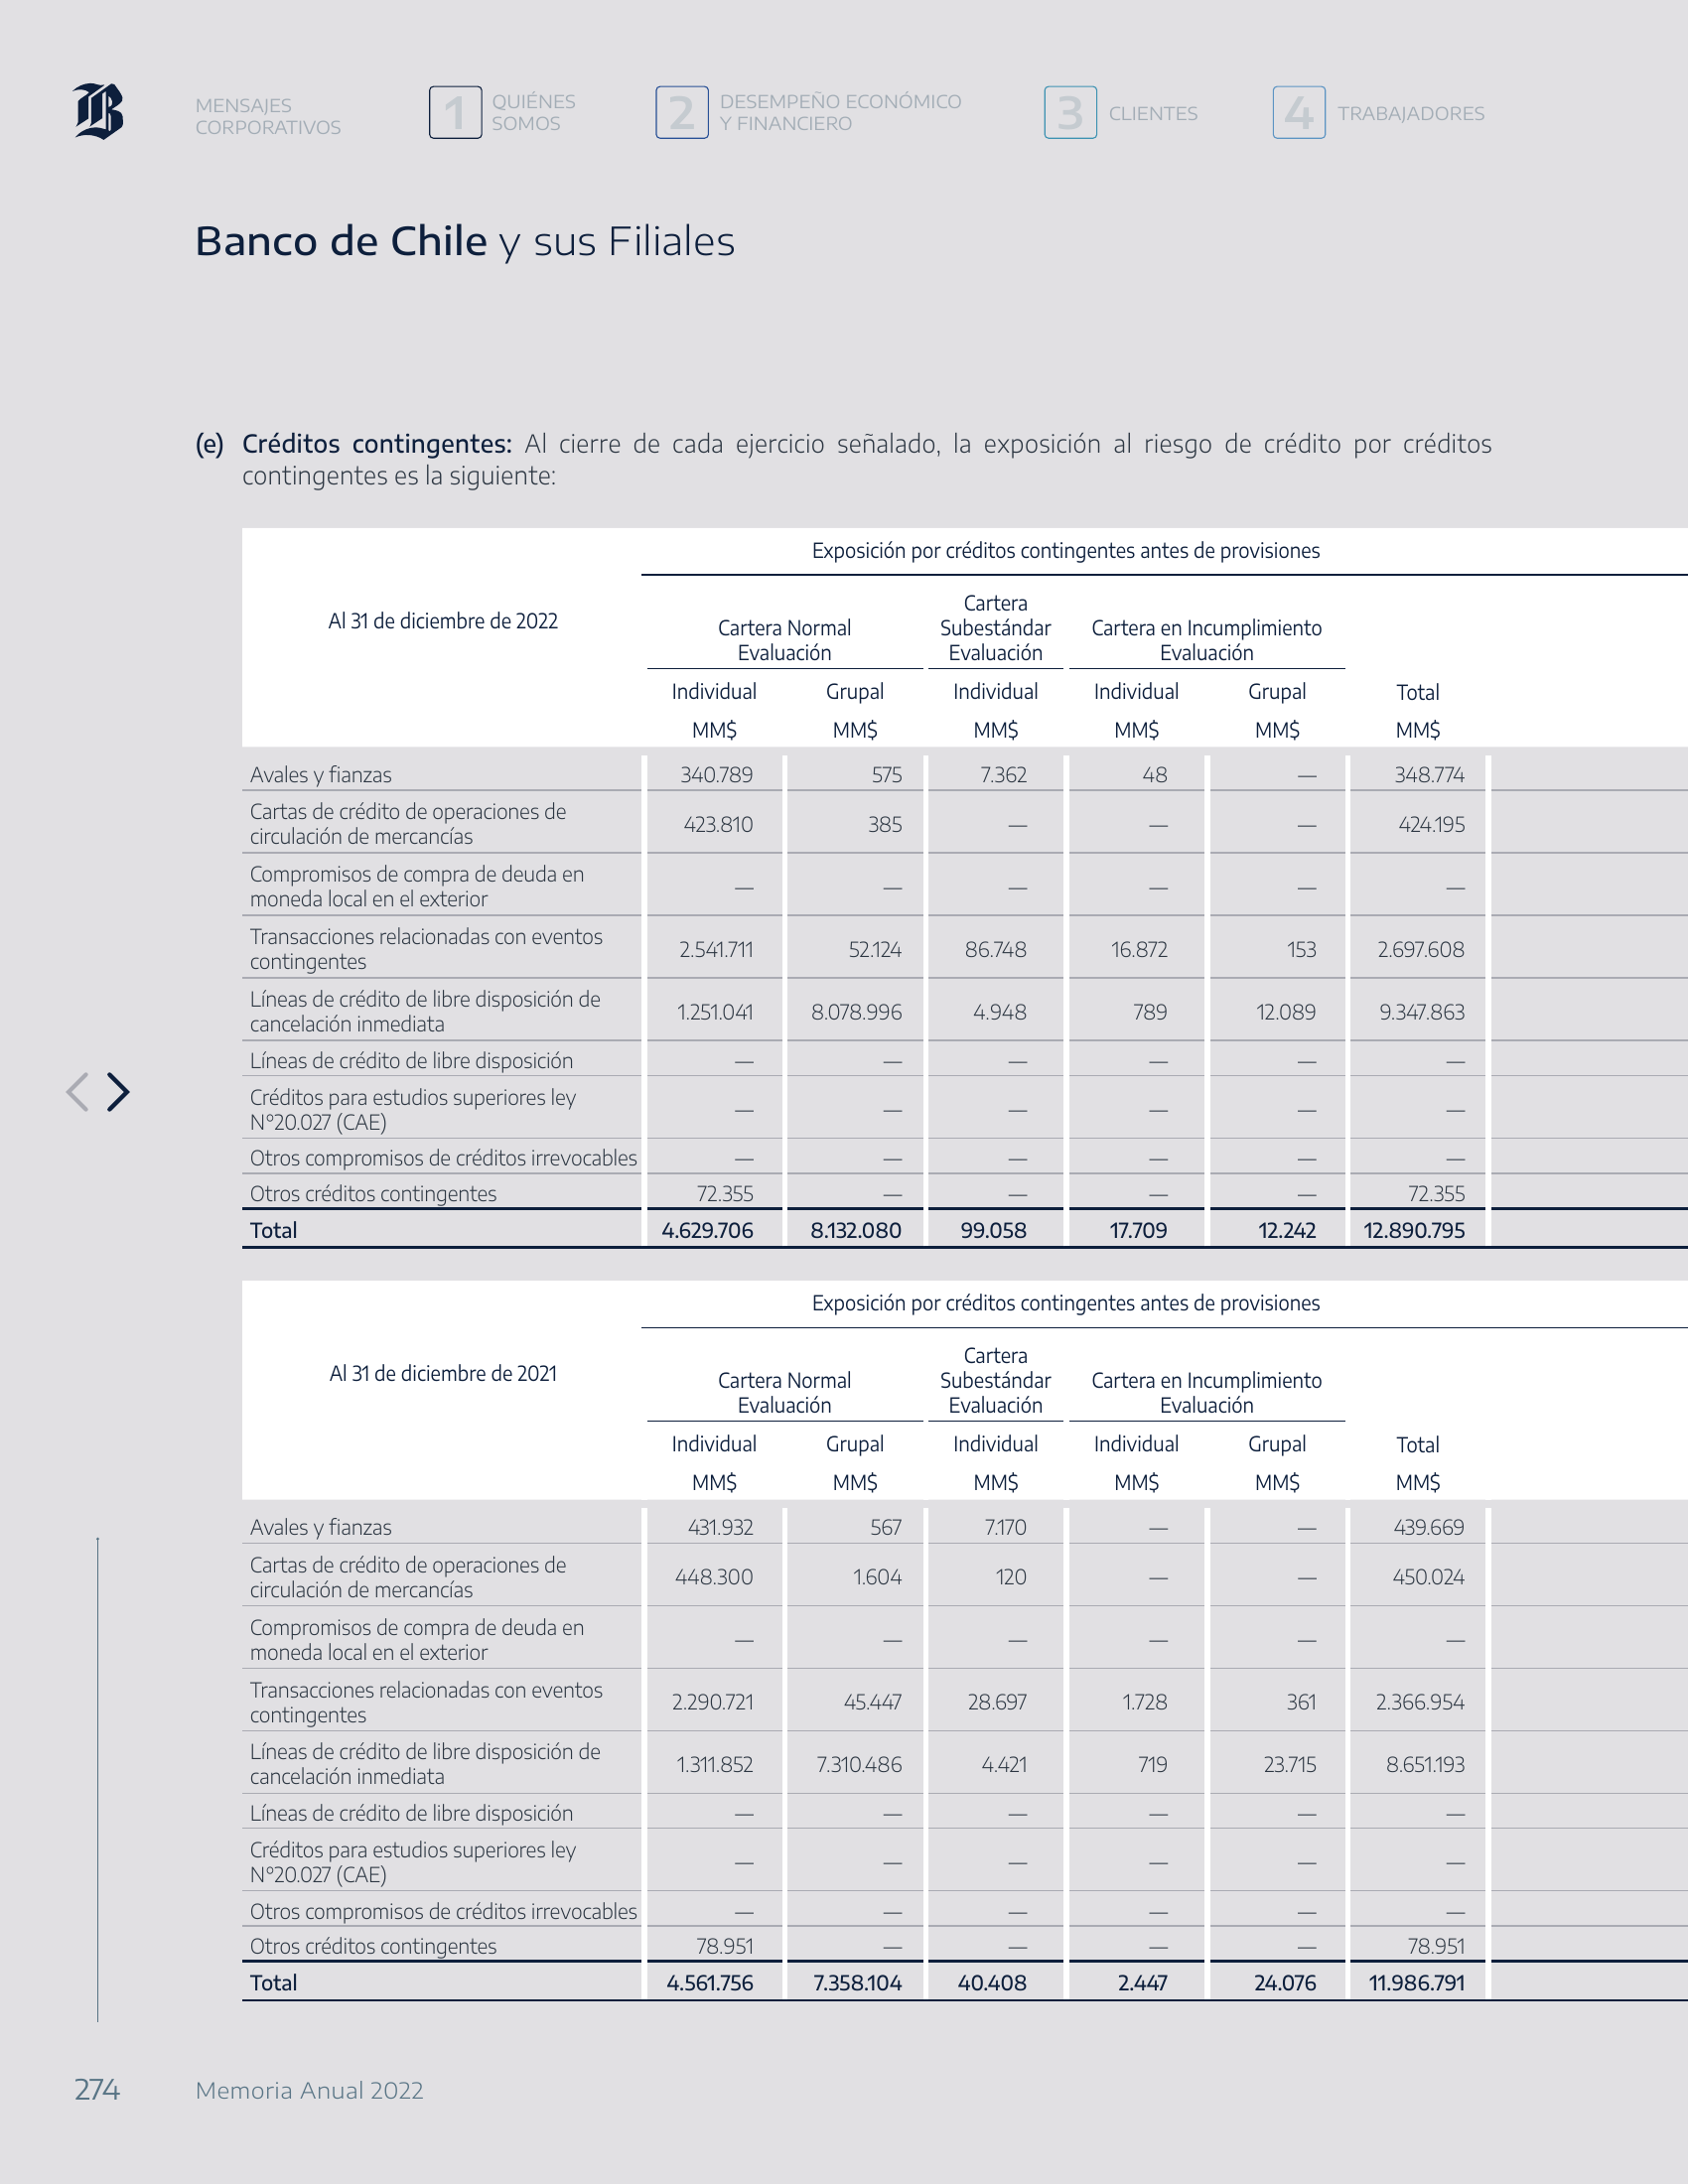 MENSAJES
CORPORATIVOS
1 QUIÉNES
SOMOS
2 DESEMPEÑO ECONÓMICO
Y FINANCIERO
3 CLIENTES
4 TRABAJADORES
Banco de Chile y sus Filiales
(e) Créditos contingentes: Al cierre de cada ejercicio señalado, la exposición al riesgo de crédito por créditos
contingentes es la siguiente:
Exposición por créditos contingentes antes de provisiones
Al 31 de diciembre de 2022
Cartera Normal
Evaluación
Cartera
Subestándar
Evaluación
Cartera en Incumplimiento
Evaluación
Individual Grupal Individual Individual Grupal Total
MM$ MM$ MM$ MM$ MM$ MM$
Avales y fianzas 340.789 575 7.362 48 — 348.774
Cartas de crédito de operaciones de
circulación de mercancías 423.810 385 — — — 424.195
Compromisos de compra de deuda en
moneda local en el exterior — — — — — —
Transacciones relacionadas con eventos
contingentes 2.541.711 52.124 86.748 16.872 153 2.697.608
Líneas de crédito de libre disposición de
cancelación inmediata 1.251.041 8.078.996 4.948 789 12.089 9.347.863
Líneas de crédito de libre disposición — — — — — —
Créditos para estudios superiores ley
N°20.027 (CAE) — — — — — —
Otros compromisos de créditos irrevocables — — — — — —
Otros créditos contingentes 72.355 — — — — 72.355
Total 4.629.706 8.132.080 99.058 17.709 12.242 12.890.795
Exposición por créditos contingentes antes de provisiones
Al 31 de diciembre de 2021
Cartera Normal
Evaluación
Cartera
Subestándar
Evaluación
Cartera en Incumplimiento
Evaluación
Individual Grupal Individual Individual Grupal Total
MM$ MM$ MM$ MM$ MM$ MM$
Avales y fianzas 431.932 567 7.170 — — 439.669
Cartas de crédito de operaciones de
circulación de mercancías 448.300 1.604 120 — — 450.024
Compromisos de compra de deuda en
moneda local en el exterior — — — — — —
Transacciones relacionadas con eventos
contingentes 2.290.721 45.447 28.697 1.728 361 2.366.954
Líneas de crédito de libre disposición de
cancelación inmediata 1.311.852 7.310.486 4.421 719 23.715 8.651.193
Líneas de crédito de libre disposición — — — — — —
Créditos para estudios superiores ley
N°20.027 (CAE) — — — — — —
Otros compromisos de créditos irrevocables — — — — — —
Otros créditos contingentes 78.951 — — — — 78.951
Total 4.561.756 7.358.104 40.408 2.447 24.076 11.986.791
274 Memoria Anual 2022